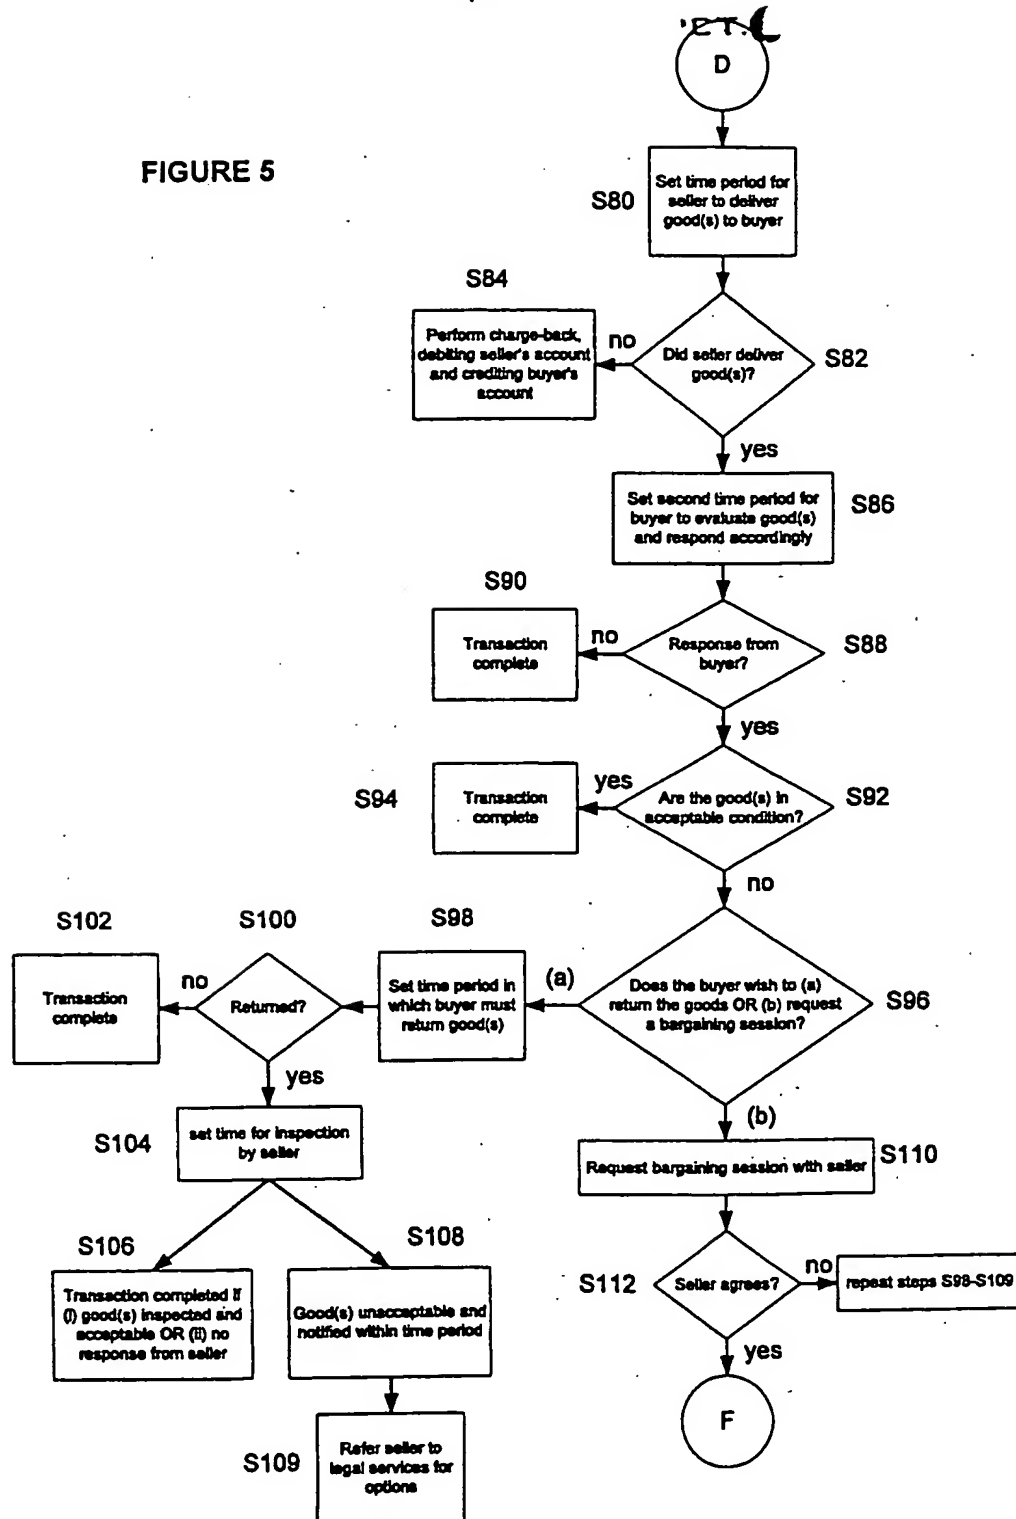 D
FIGURE 5
S80
Set time period for
seller to deliver
good(s) to buyer
S84
Perform charge-back,
debiting seller's account
and crediting buyer's
account
no
Did seller deliver
good(s)?
S82
yes
Set second time period for
buyer to evaluate good(s)
and respond accordingly
S86
S90
Transaction
complete
no
Response from
buyer?
S88
yes
S94
Transaction
complete
yes
Are the good(s) in
acceptable condition?
S92
no
S102
S100
S98
Transaction
complete
no
Returned?
Set time period in
which buyer must
return good(s)
(a)
Does the buyer wish to (a)
return the goods OR (b) request
a bargaining session?
S96
yes
(b)
S104
set time for inspection
by seller
Request bargaining session with seller
S110
S106
S108
Transaction completed if
(i) good(s) inspected and
acceptable OR (ii) no
response from seller
Good(s) unacceptable and
notified within time period
S112
Seller agrees?
no
repeat steps S98-S109
yes
F
S109
Refer seller to
legal services for
options